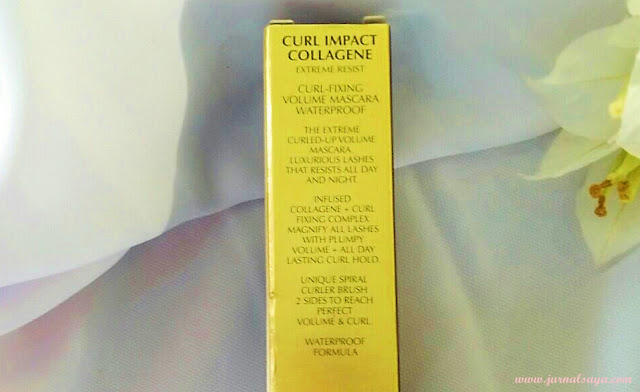 CURL IMPACT
COLLAGENE
EXTREME RESIST
CURL-FIXING
VOLUME MASCARA
WATERPROOF
THE EXTREME
CURLED-UP VOLUME
MASCARA.
LUXURIOUS LASHES
THAT RESISTS ALL DAY
AND NIGHT.
INFUSED
COLLAGENE + CURL
FIXING COMPLEX
MAGNIFY ALL LASHES
WITH PLUMPY
VOLUME + ALL-DAY
LASTING CURL HOLD.
UNIQUE SPIRAL
CURLER BRUSH
2 SIDES TO REACH
PERFECT
VOLUME & CURL.
WATERPROOF
FORMULA
www.jurnalsaya.com